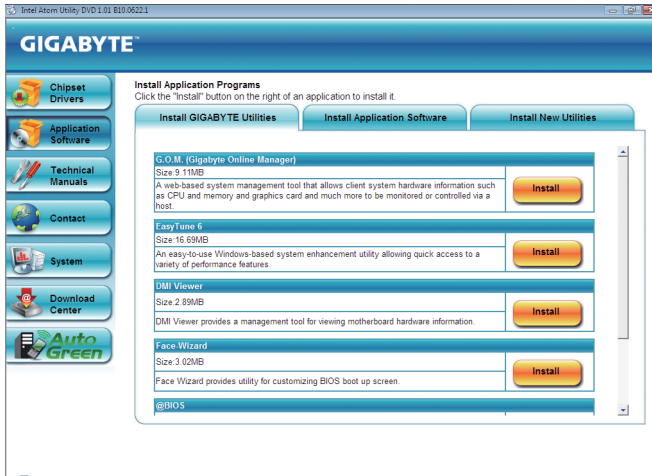 Intel Atom Utility DVD 1.01 B10.0622.1
GIGABYTE™
Chipset
Drivers
Application
Software
Technical
Manuals
Contact
System
Download
Center
Auto
Green
Install Application Programs
Click the "Install" button on the right of an application to install it.
Install GIGABYTE Utilities
Install Application Software
Install New Utilities
G.O.M. (Gigabyte Online Manager)
Size:9.11MB
A web-based system management tool that allows client system hardware information such
as CPU and memory and graphics card and much more to be monitored or controlled via a
host.
Install
EasyTune 6
Size:16.69MB
An easy-to-use Windows-based system enhancement utility allowing quick access to a
variety of performance features.
Install
DMI Viewer
Size:2.89MB
DMI Viewer provides a management tool for viewing motherboard hardware information.
Install
Face-Wizard
Size:3.02MB
Face Wizard provides utility for customizing BIOS boot up screen.
Install
@BIOS